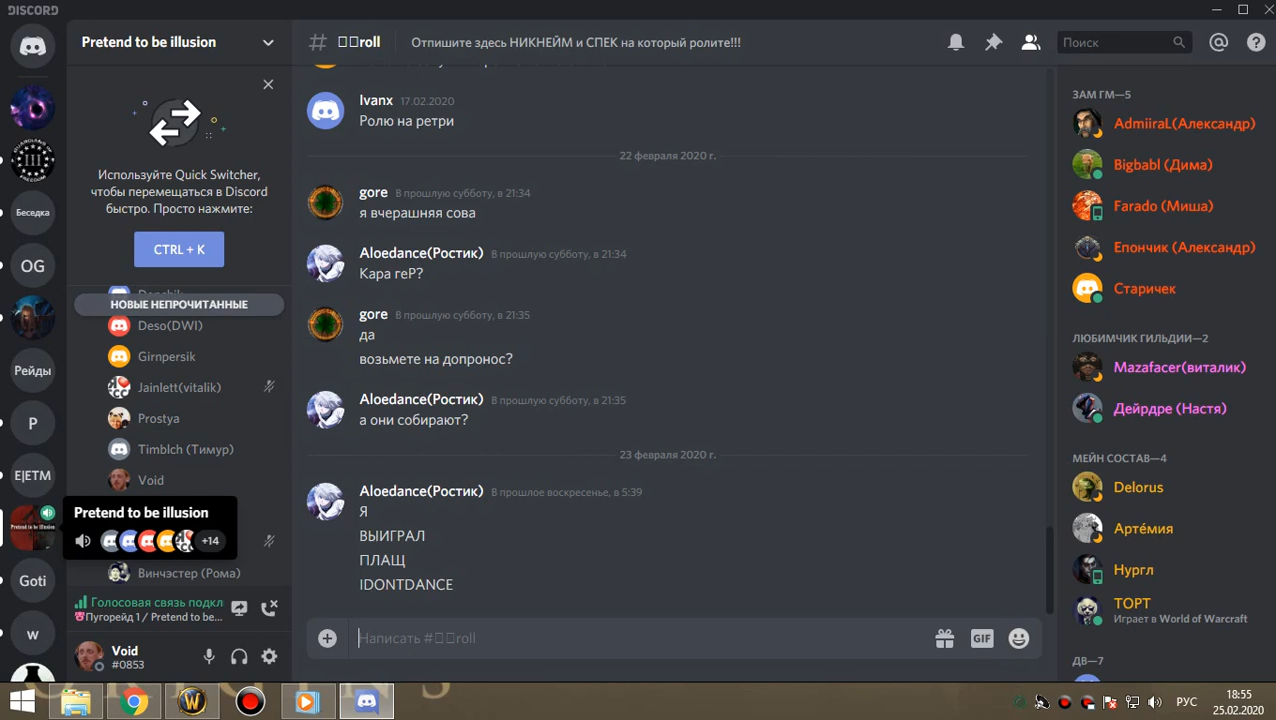 DISCORD
Pretend to be illusion
Используйте Quick Switcher,
чтобы перемещаться в Discord
быстро. Просто нажмите:
CTRL + K
НОВЫЕ НЕПРОЧИТАННЫЕ
Deso(DWI)
Girnpersik
Jainlett(vitalik)
Prostya
Timblch (Тимур)
Void
Pretend to be illusion
+14
Винчэстер (Рома)
Голосовая связь подкл
Пугорейд 1 / Pretend to be...
Void
#0853
III
Беседка
OG
Рейды
P
E|ETM
Pretend to be illusion
Goti
w
# roll
Отпишите здесь НИКНЕЙМ и СПЕК на который ролите!!!
Поиск
Ivanx 17.02.2020
Ролю на ретри
22 февраля 2020 г.
gore В прошлую субботу, в 21:34
я вчерашняя сова
Aloedance(Ростик) В прошлую субботу, в 21:34
Кара геР?
gore В прошлую субботу, в 21:35
да
возьмете на допронос?
Aloedance(Ростик) В прошлую субботу, в 21:35
а они собирают?
23 февраля 2020 г.
Aloedance(Ростик) В прошлое воскресенье, в 5:39
Я
ВЫИГРАЛ
ПЛАЩ
IDONTDANCE
Написать # roll
GIF
ЗАМ ГМ—5
AdmiiraL(Александр)
Bigbabl (Дима)
Farado (Миша)
Епончик (Александр)
Старичек
ЛЮБИМЧИК ГИЛЬДИИ—2
Mazafacer(виталик)
Дейрдре (Настя)
МЕЙН СОСТАВ—4
Delorus
Артéмия
Нургл
ТОРТ
Играет в World of Warcraft
ДВ—7
РУС
18:55
25.02.2020